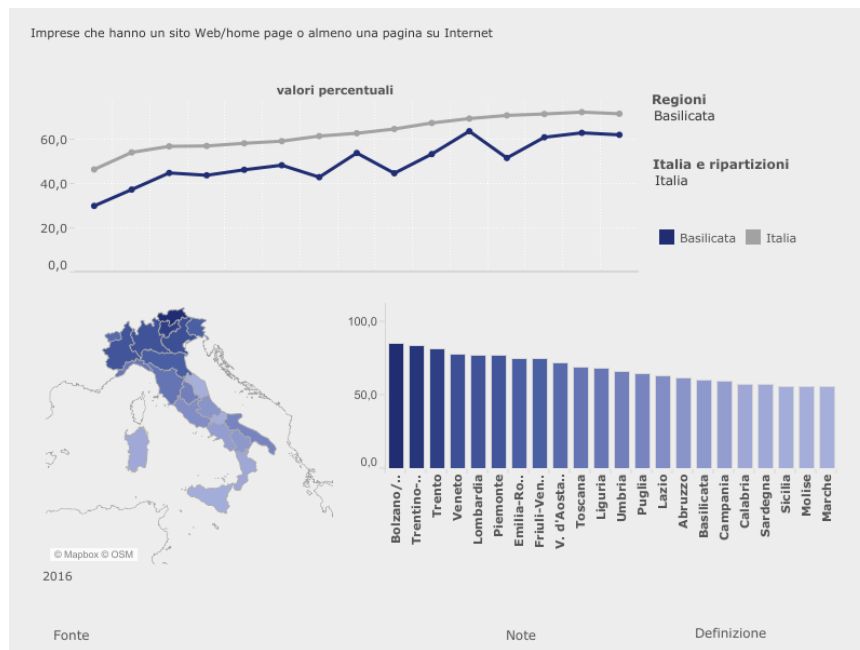 Imprese che hanno un sito Web/home page o almeno una pagina su Internet
valori percentuali
60,0
40,0
20,0
0,0
Regioni
Basilicata
Italia e ripartizioni
Italia
Basilicata
Italia
100,0
50,0
0,0
Bolzano/..
Trentino-..
Trento
Veneto
Lombardia
Piemonte
Emilia-Ro..
Friuli-Ven..
V. d'Aosta..
Toscana
Liguria
Umbria
Puglia
Lazio
Abruzzo
Basilicata
Campania
Calabria
Sardegna
Sicilia
Molise
Marche
© Mapbox © OSM
2016
Fonte
Note
Definizione